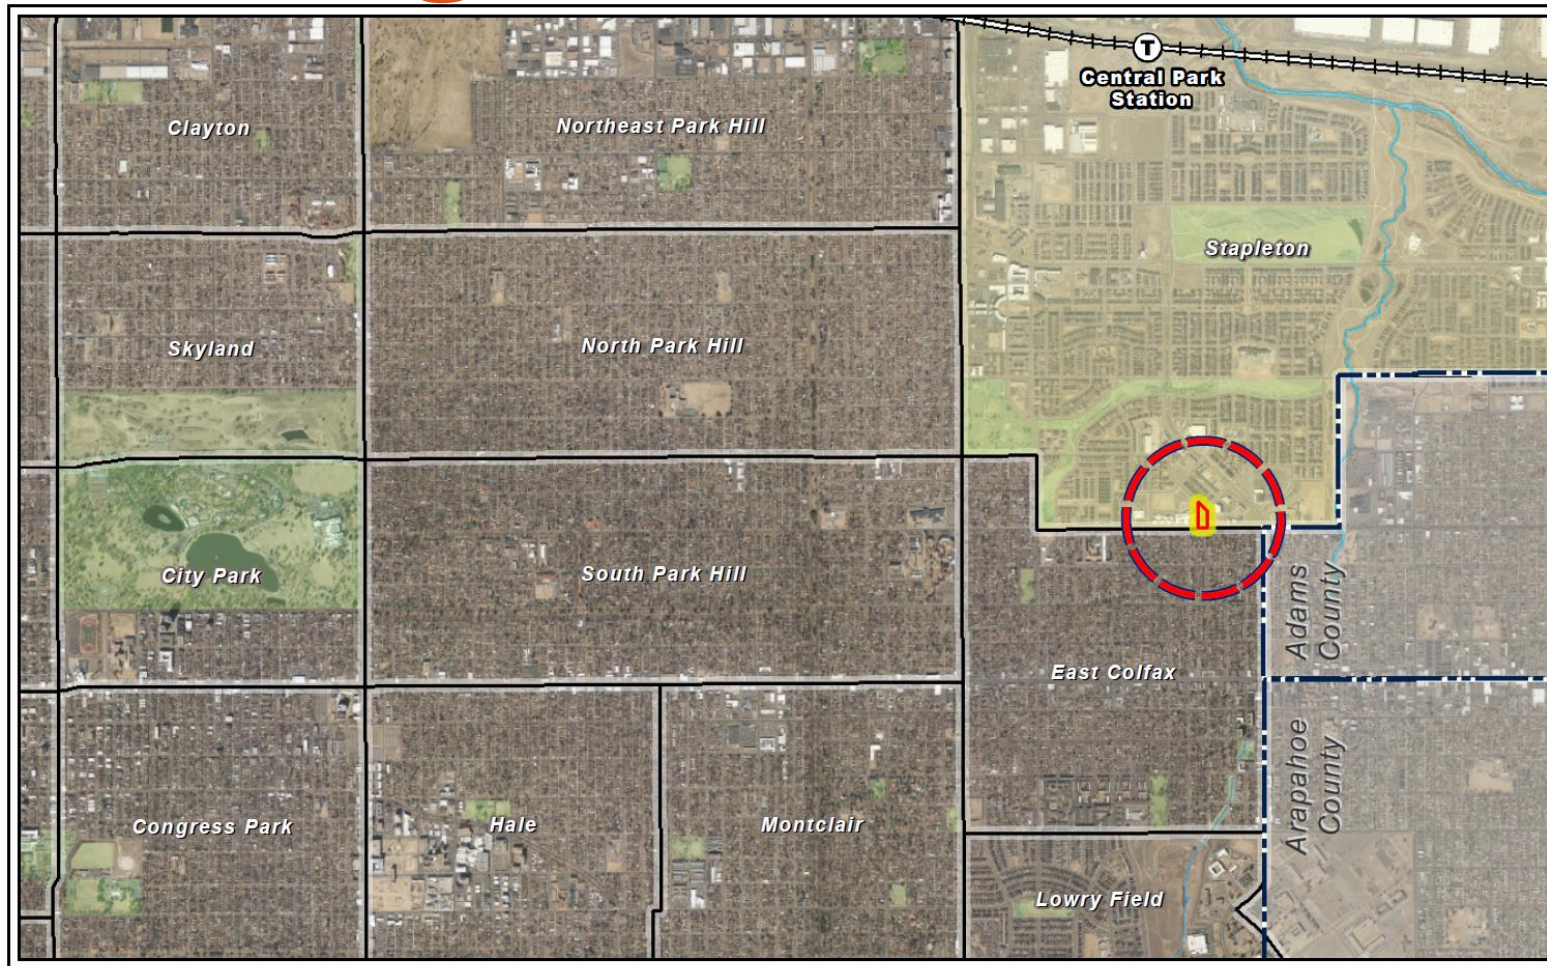 T
Central Park
Station
Clayton
Northeast Park Hill
Stapleton
Skyland
North Park Hill
City Park
South Park Hill
Adams
County
East Colfax
Arapahoe
County
Congress Park
Hale
Montclair
Lowry Field